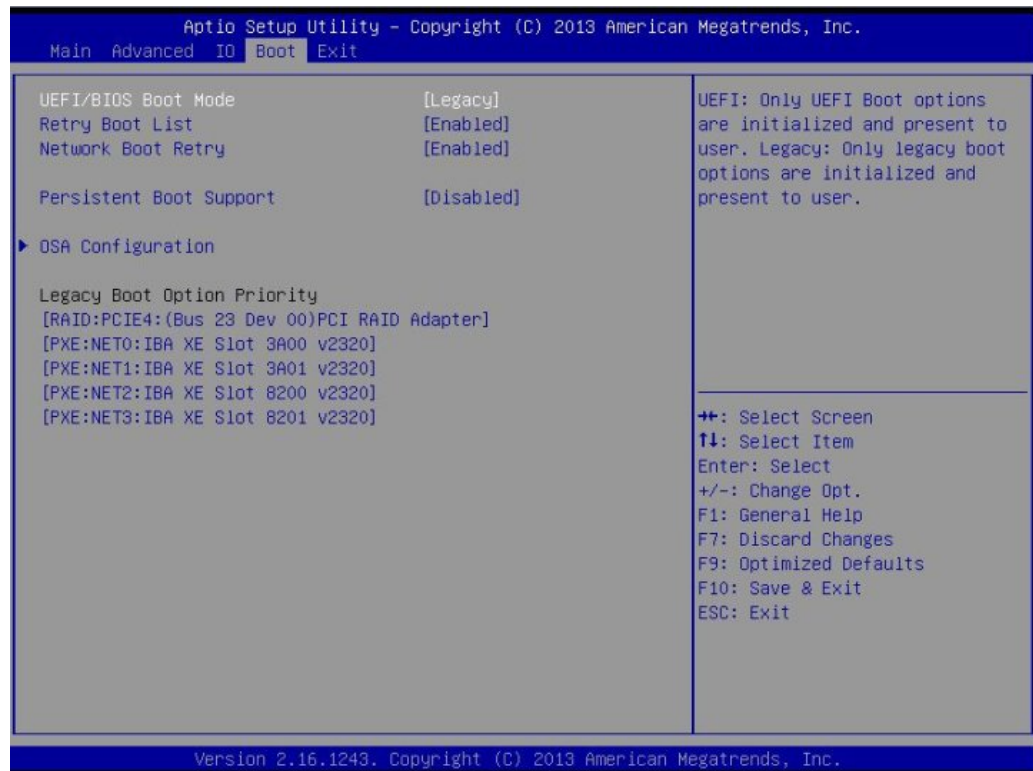 Aptio Setup Utility – Copyright (C) 2013 American Megatrends, Inc.
Main Advanced IO Boot Exit
UEFI/BIOS Boot Mode [Legacy]
Retry Boot List [Enabled]
Network Boot Retry [Enabled]
Persistent Boot Support [Disabled]
▶ OSA Configuration
Legacy Boot Option Priority
[RAID:PCIE4:(Bus 23 Dev 00)PCI RAID Adapter]
[PXE:NET0:IBA XE Slot 3A00 v2320]
[PXE:NET1:IBA XE Slot 3A01 v2320]
[PXE:NET2:IBA XE Slot 8200 v2320]
[PXE:NET3:IBA XE Slot 8201 v2320]
UEFI: Only UEFI Boot options
are initialized and present to
user. Legacy: Only legacy boot
options are initialized and
present to user.
→←: Select Screen
↑↓: Select Item
Enter: Select
+/-: Change Opt.
F1: General Help
F7: Discard Changes
F9: Optimized Defaults
F10: Save & Exit
ESC: Exit
Version 2.16.1243. Copyright (C) 2013 American Megatrends, Inc.